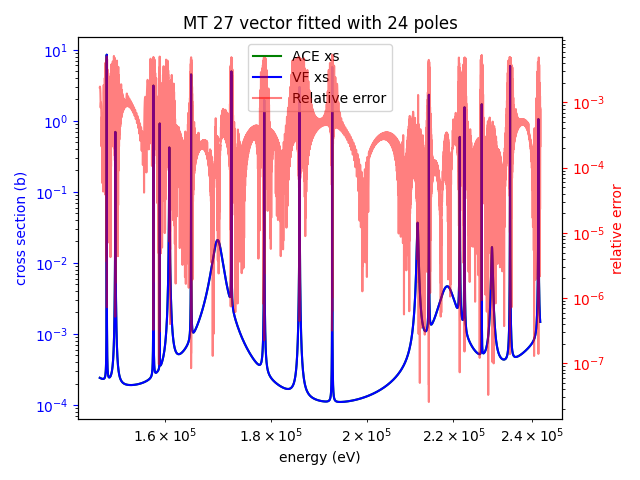 MT 27 vector fitted with 24 poles
ACE xs
VF xs
Relative error
10^1
10^0
10^-1
10^-2
10^-3
10^-4
cross section (b)
10^-3
10^-4
10^-5
10^-6
10^-7
relative error
1.6 × 10^5
1.8 × 10^5
2 × 10^5
2.2 × 10^5
2.4 × 10^5
energy (eV)